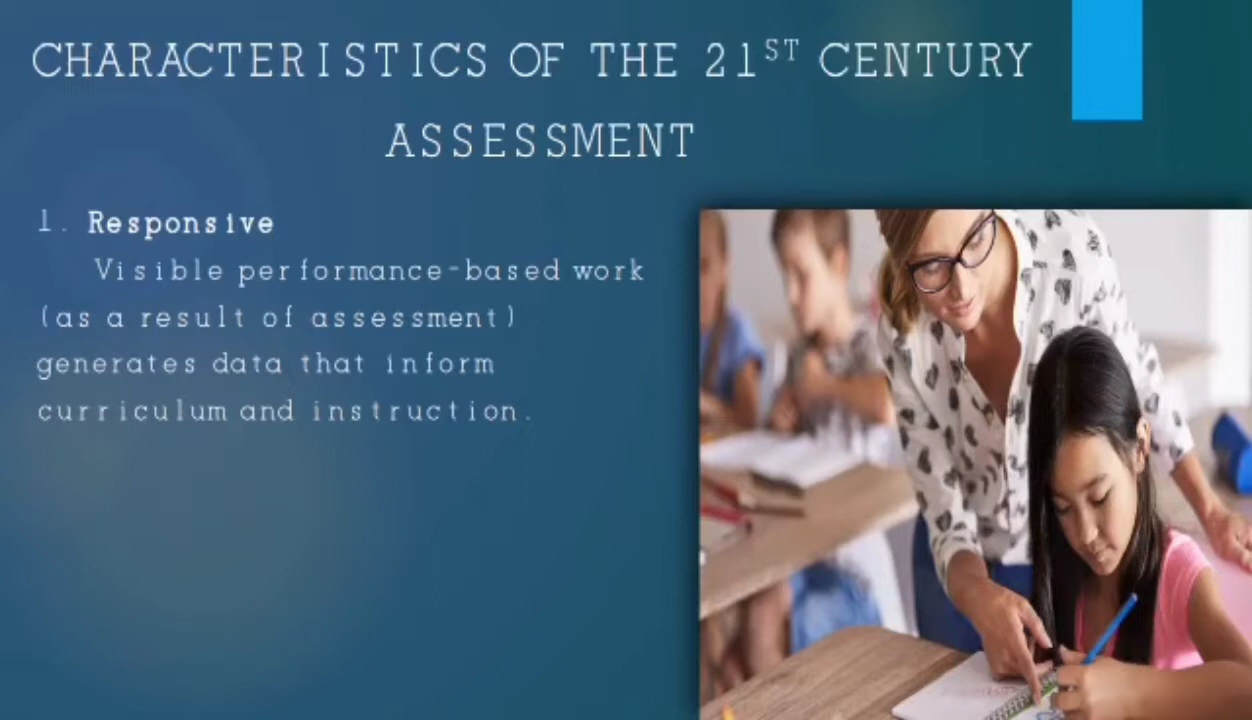 CHARACTERISTICS OF THE 21ST CENTURY
ASSESSMENT
1. Responsive
Visible performance-based work
(as a result of assessment)
generates data that inform
curriculum and instruction.